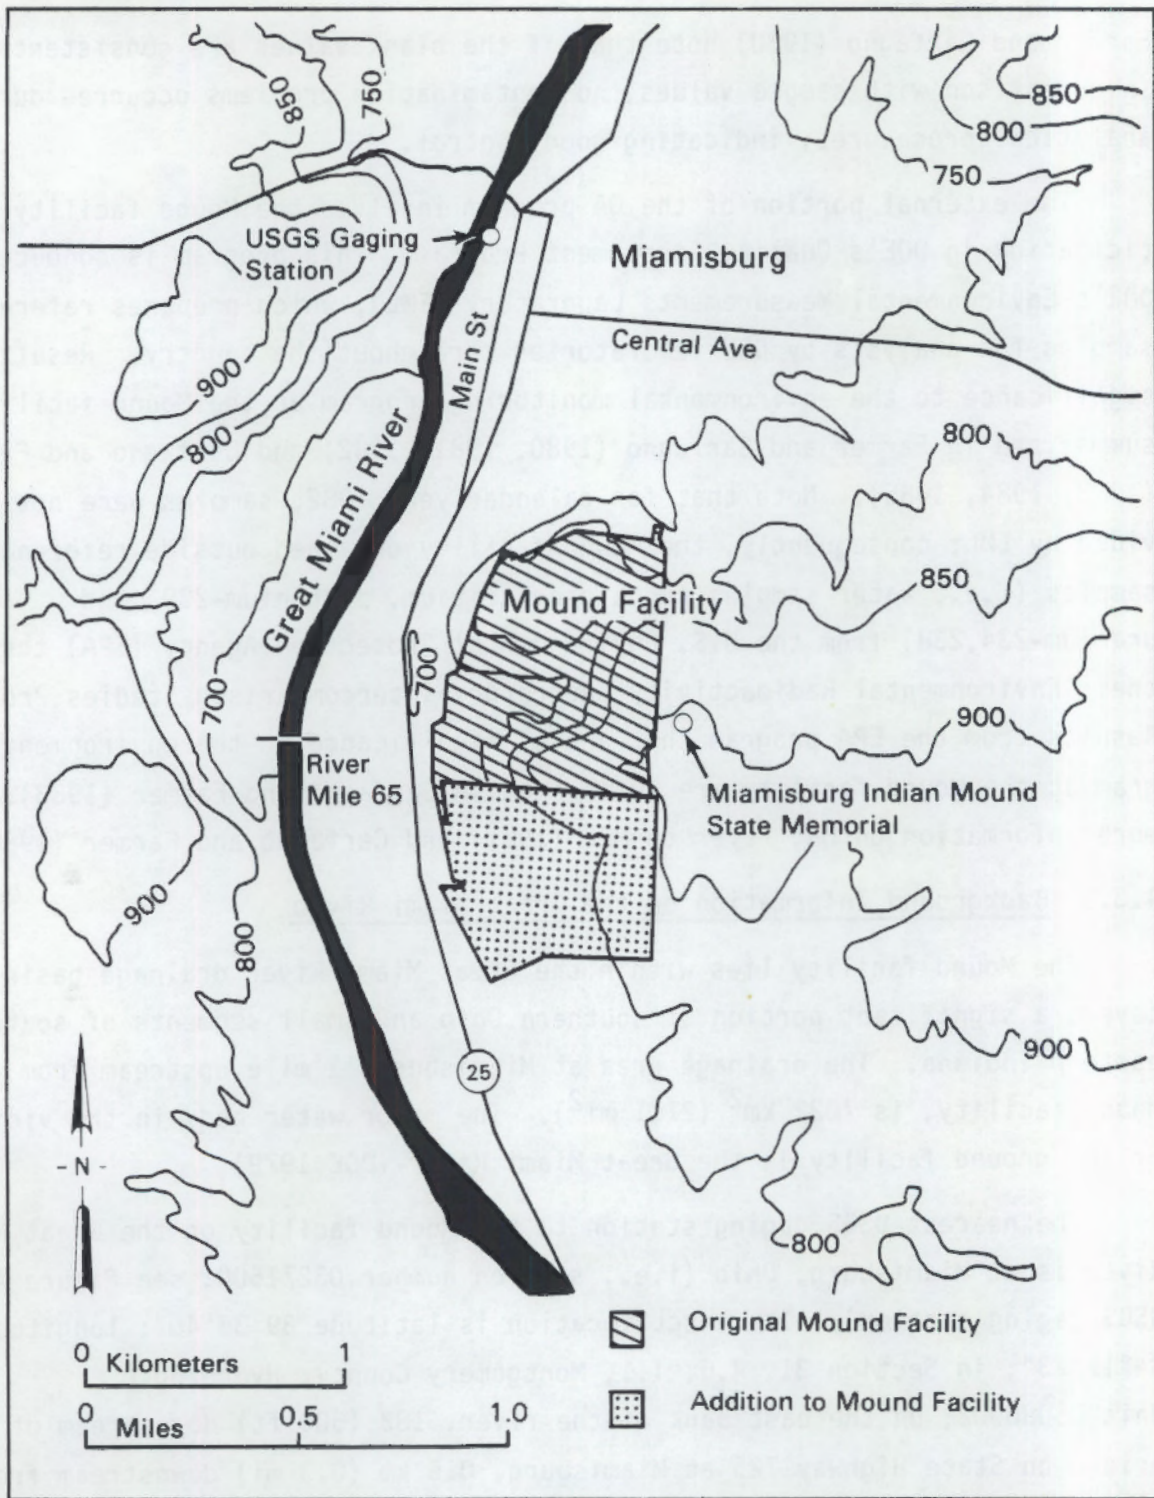 850
750
850
800
750
USGS Gaging
Station
Miamisburg
Main St
Central Ave
900
800
800
Great Miami River
850
Mound Facility
700
700
900
River
Mile 65
Miamisburg Indian Mound
State Memorial
900
800
900
25
N
800
Original Mound Facility
0 Kilometers 1
Addition to Mound Facility
0 0.5 1.0
Miles